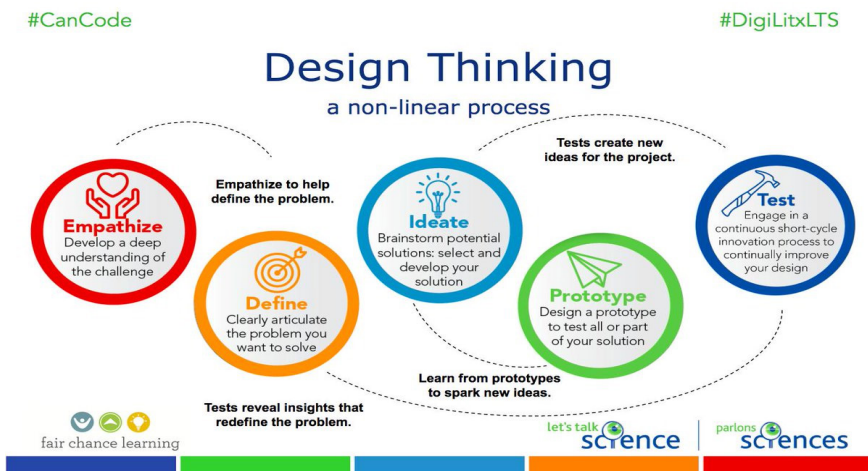 #CanCode
#DigiLitxLTS
Design Thinking
a non-linear process
Empathize
Develop a deep
understanding of
the challenge
Empathize to help
define the problem.
Define
Clearly articulate
the problem you
want to solve
Ideate
Brainstorm potential
solutions: select and
develop your
solution
Tests create new
ideas for the project.
Prototype
Design a prototype
to test all or part
of your solution
Test
Engage in a
continuous short-cycle
innovation process to
continually improve
your design
Learn from prototypes
to spark new ideas.
Tests reveal insights that
redefine the problem.
fair chance learning
let's talk
science
parlons
sciences